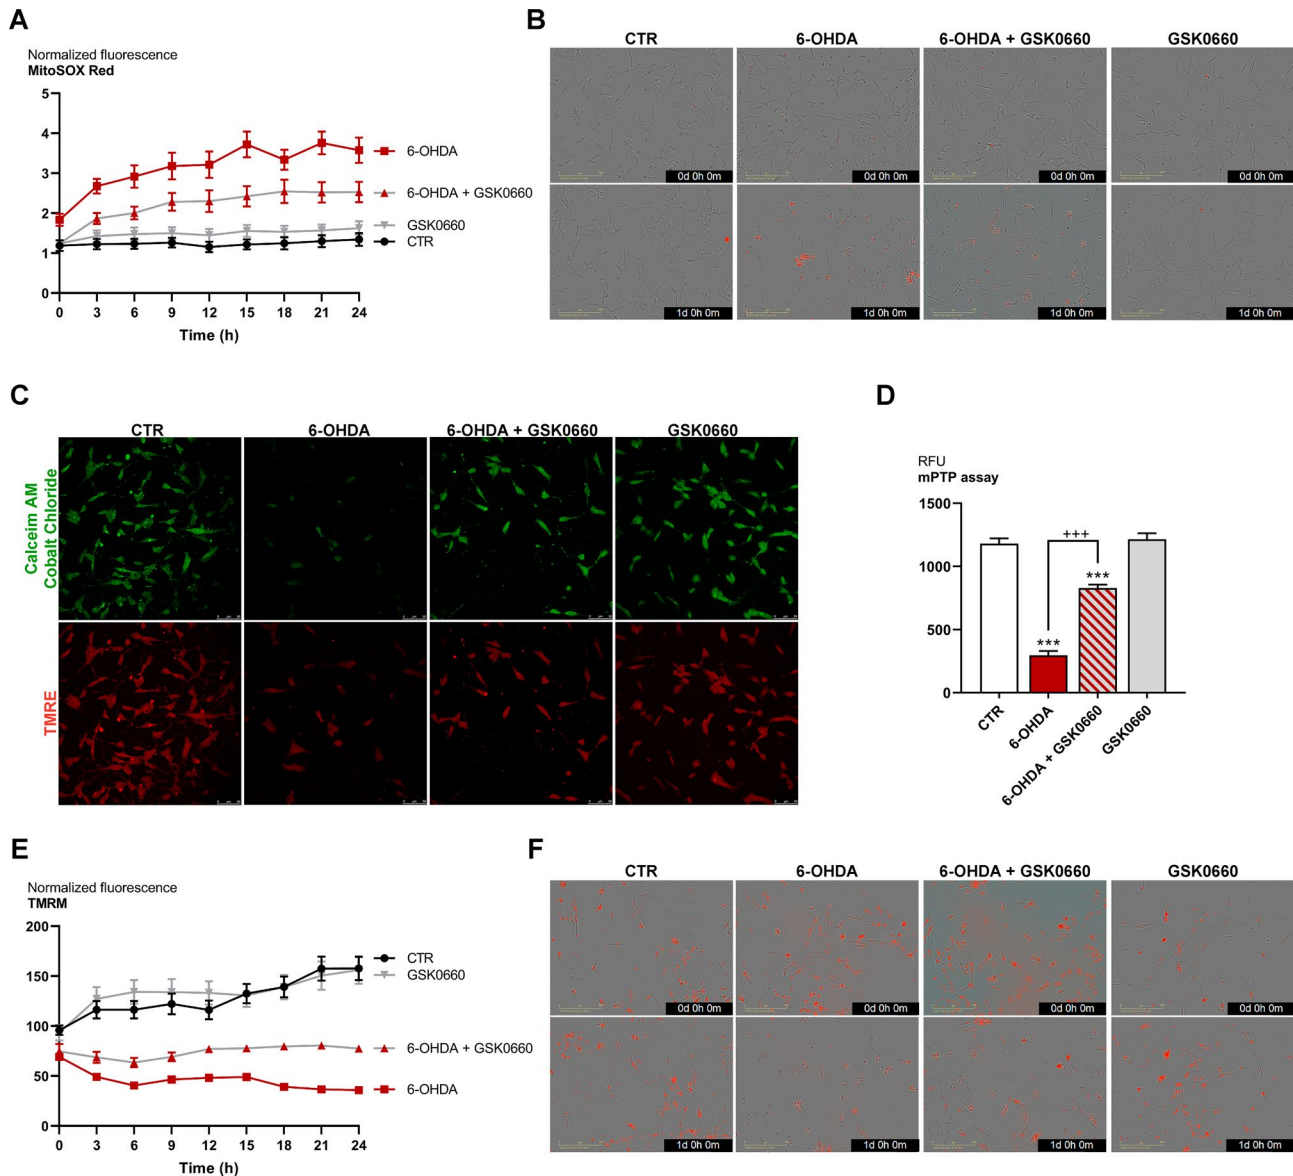 A
Normalized fluorescence
MitoSOX Red
5
4
3
2
1
0
0 3 6 9 12 15 18 21 24
Time (h)
6-OHDA
6-OHDA + GSK0660
GSK0660
CTR
B
CTR 6-OHDA 6-OHDA + GSK0660 GSK0660
0d 0h 0m 0d 0h 0m 0d 0h 0m 0d 0h 0m
1d 0h 0m 1d 0h 0m 1d 0h 0m 1d 0h 0m
C
CTR 6-OHDA 6-OHDA + GSK0660 GSK0660
Calceim AM
Cobalt Chloride
TMRE
D
RFU
mPTP assay
1500
1000
500
0
+++
***
***
CTR
6-OHDA
6-OHDA + GSK0660
GSK0660
E
Normalized fluorescence
TMRM
200
150
100
50
0
0 3 6 9 12 15 18 21 24
Time (h)
CTR
GSK0660
6-OHDA + GSK0660
6-OHDA
F
CTR 6-OHDA 6-OHDA + GSK0660 GSK0660
0d 0h 0m 0d 0h 0m 0d 0h 0m 0d 0h 0m
1d 0h 0m 1d 0h 0m 1d 0h 0m 1d 0h 0m